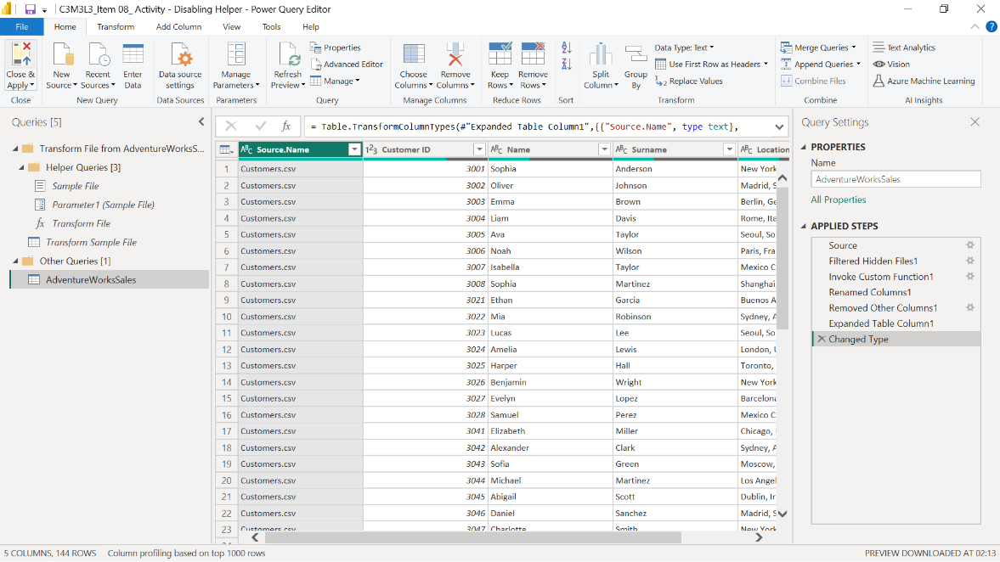 C3M3L3_Item 08_ Activity - Disabling Helper - Power Query Editor
File Home Transform Add Column View Tools Help
Close & Apply
New Source
Recent Sources
Enter Data
Data source settings
Manage Parameters
Refresh Preview
Properties
Advanced Editor
Manage
Choose Columns
Remove Columns
Keep Rows
Remove Rows
Split Column
Group By
Data Type: Text
Use First Row as Headers
Replace Values
Merge Queries
Append Queries
Combine Files
Text Analytics
Vision
Azure Machine Learning
Close New Query Data Sources Parameters Query Manage Columns Reduce Rows Sort Transform Combine AI Insights
Queries [5]
Transform File from AdventureWorksS...
Helper Queries [3]
Sample File
Parameter1 (Sample File)
fx Transform File
Transform Sample File
Other Queries [1]
AdventureWorksSales
fx = Table.TransformColumnTypes(#"Expanded Table Column1",{{"Source.Name", type text},
ABC Source.Name 123 Customer ID ABC Name ABC Surname ABC Location
1 Customers.csv 3001 Sophia Anderson New York
2 Customers.csv 3002 Oliver Johnson Madrid, S
3 Customers.csv 3003 Emma Brown Berlin, Ge
4 Customers.csv 3004 Liam Davis Rome, Ita
5 Customers.csv 3005 Ava Taylor Seoul, So
6 Customers.csv 3006 Noah Wilson Paris, Fra
7 Customers.csv 3007 Isabella Taylor Mexico C
8 Customers.csv 3008 Sophia Martinez Shanghai
9 Customers.csv 3021 Ethan Garcia Buenos A
10 Customers.csv 3022 Mia Robinson Sydney, A
11 Customers.csv 3023 Lucas Lee Seoul, So
12 Customers.csv 3024 Amelia Lewis London, U
13 Customers.csv 3025 Harper Hall Toronto,
14 Customers.csv 3026 Benjamin Wright New York
15 Customers.csv 3027 Evelyn Lopez Barcelona
16 Customers.csv 3028 Samuel Perez Mexico C
17 Customers.csv 3041 Elizabeth Miller Chicago,
18 Customers.csv 3042 Alexander Clark Sydney, A
19 Customers.csv 3043 Sofia Green Moscow,
20 Customers.csv 3044 Michael Martinez Los Angel
21 Customers.csv 3045 Abigail Scott Dublin, Ir
22 Customers.csv 3046 Daniel Sanchez Madrid, S
23 Customers.csv 3047 Charlotte Smith New York
Query Settings
PROPERTIES
Name
AdventureWorksSales
All Properties
APPLIED STEPS
Source
Filtered Hidden Files1
Invoke Custom Function1
Renamed Columns1
Removed Other Columns1
Expanded Table Column1
Changed Type
5 COLUMNS, 144 ROWS Column profiling based on top 1000 rows PREVIEW DOWNLOADED AT 02:13